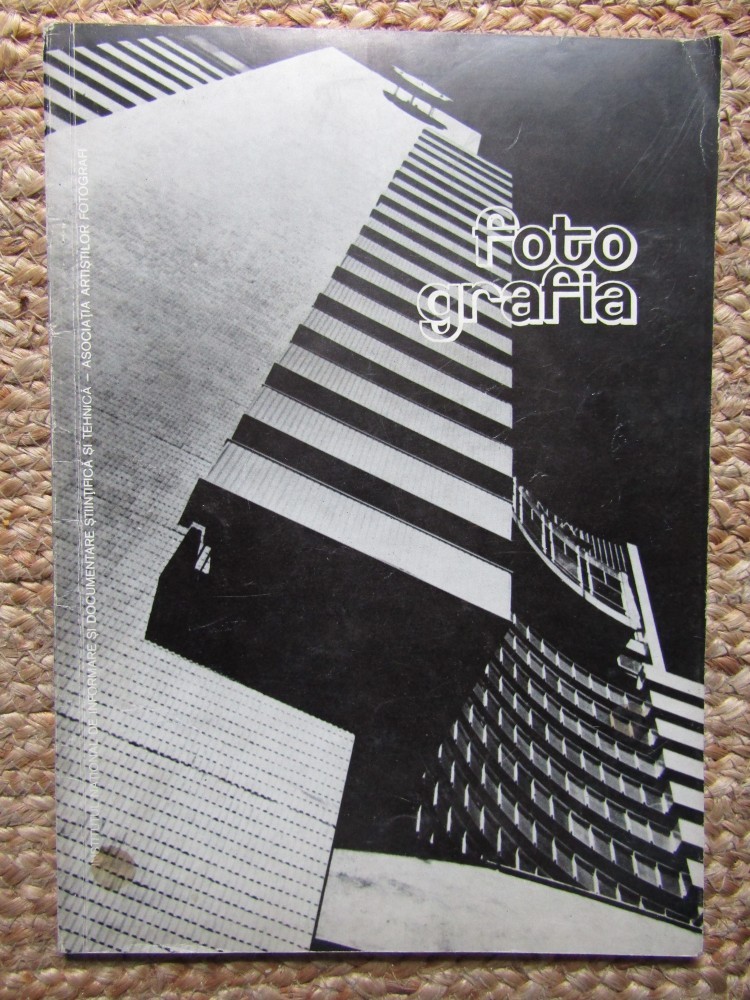 foto
grafia
INSTITUTUL NAȚIONAL DE INFORMARE ȘI DOCUMENTARE ȘTIINȚIFICĂ ȘI TEHNICĂ – ASOCIAȚIA ARTIȘTILOR FOTOGRAFI